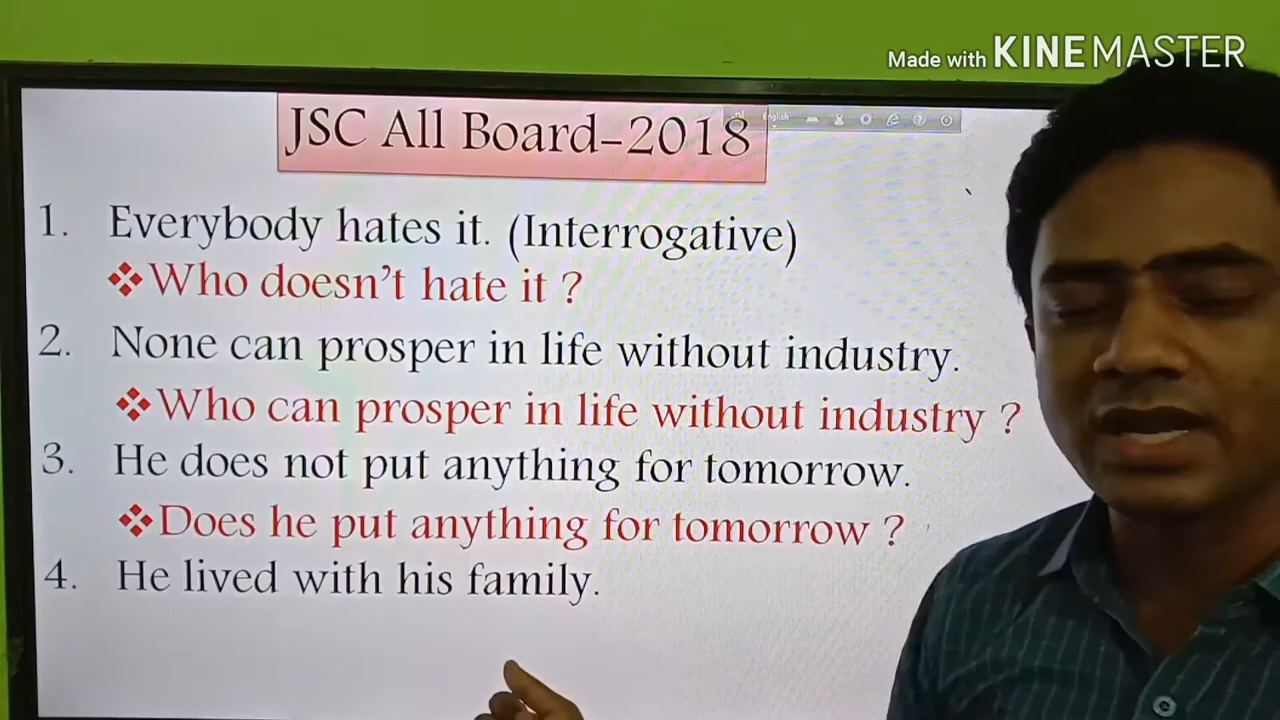 Made with KINEMASTER
JSC All Board-2018
English
1. Everybody hates it. (Interrogative)
❖Who doesn't hate it ?
2. None can prosper in life without industry.
❖Who can prosper in life without industry ?
3. He does not put anything for tomorrow.
❖Does he put anything for tomorrow ?
4. He lived with his family.